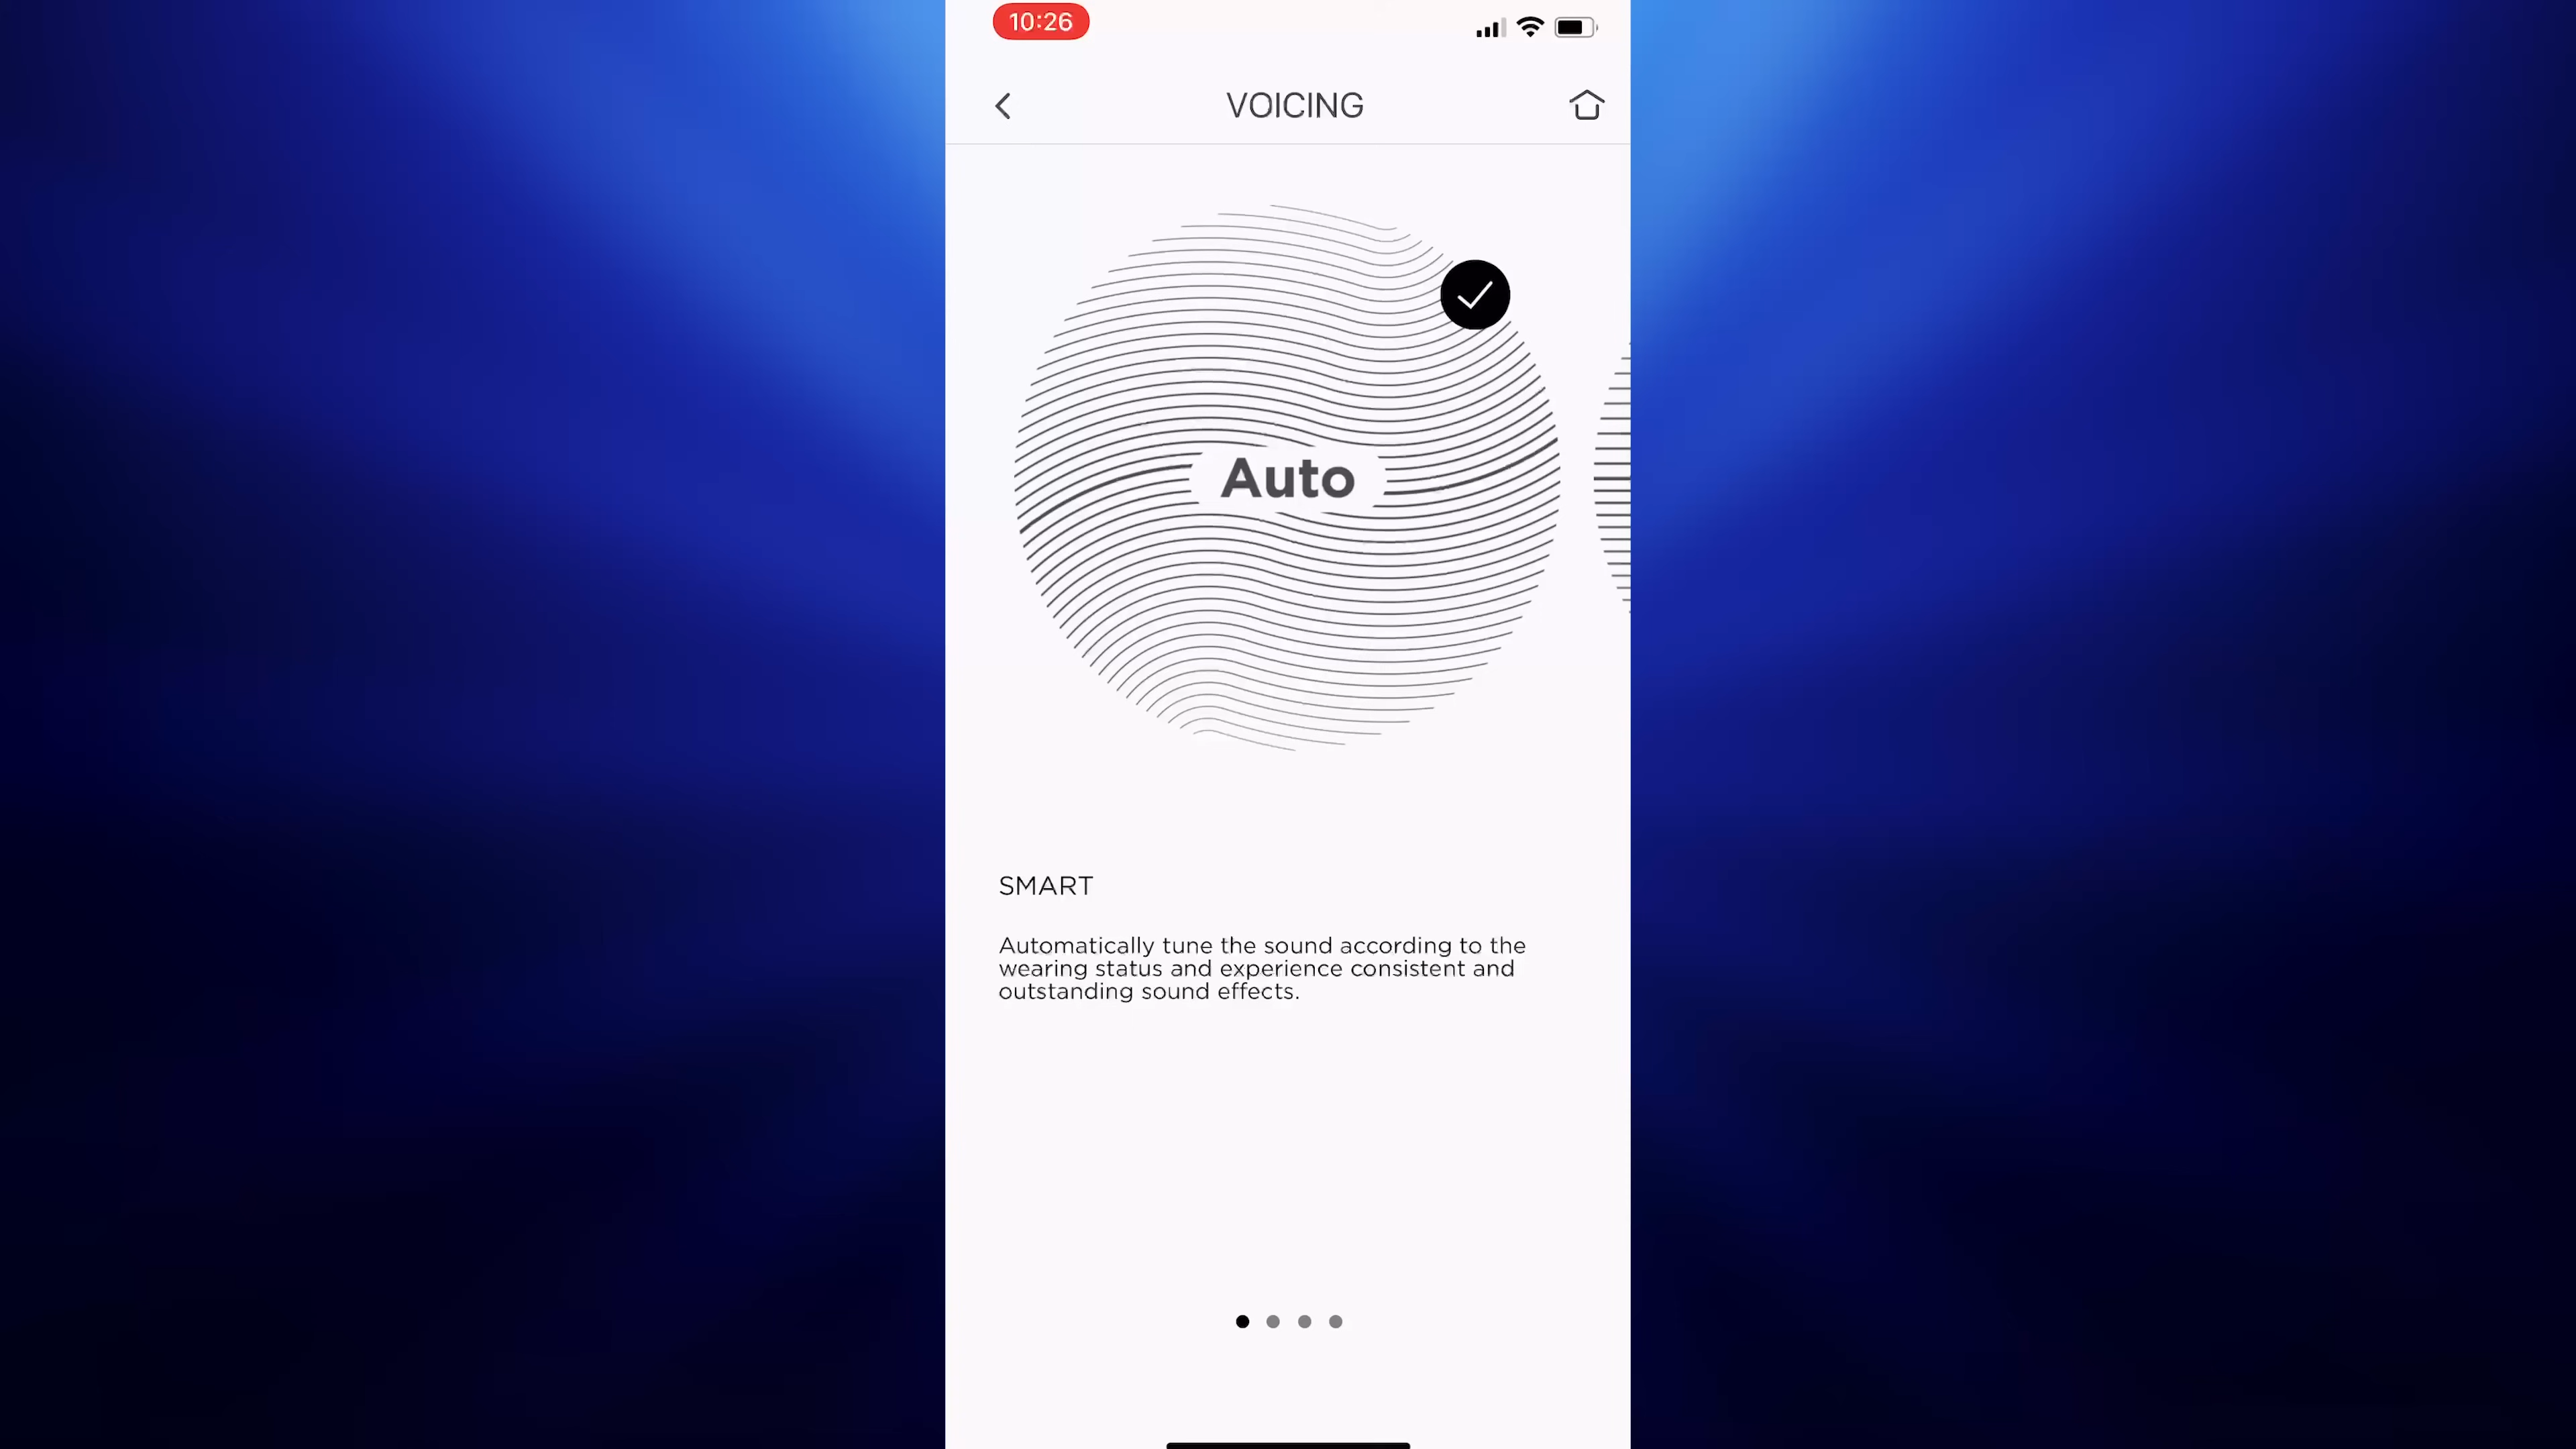 10:26
VOICING
Auto
SMART
Automatically tune the sound according to the
wearing status and experience consistent and
outstanding sound effects.